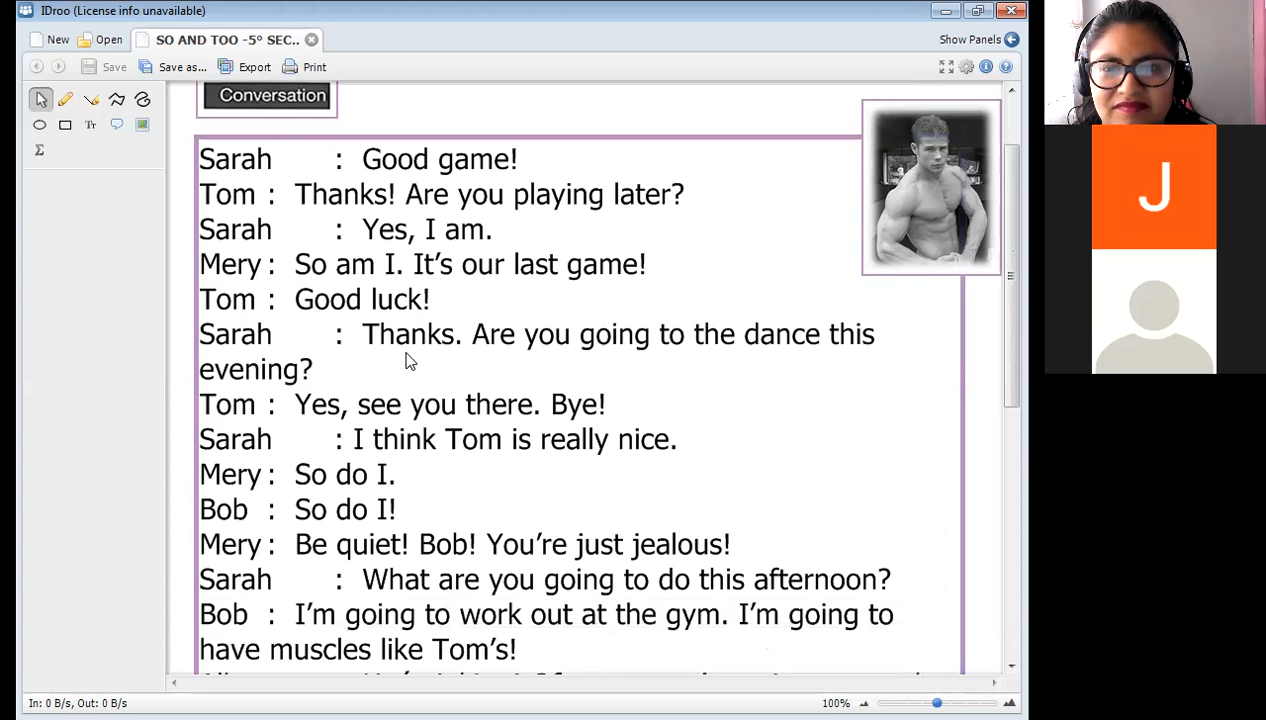 IDroo (License info unavailable)
New Open SO AND TOO -5° SEC.. Show Panels
Save Save as... Export Print
Conversation
Sarah : Good game!
Tom : Thanks! Are you playing later?
Sarah : Yes, I am.
Mery : So am I. It’s our last game!
Tom : Good luck!
Sarah : Thanks. Are you going to the dance this
evening?
Tom : Yes, see you there. Bye!
Sarah : I think Tom is really nice.
Mery : So do I.
Bob : So do I!
Mery : Be quiet! Bob! You’re just jealous!
Sarah : What are you going to do this afternoon?
Bob : I’m going to work out at the gym. I’m going to
have muscles like Tom’s!
In: 0 B/s, Out: 0 B/s 100%
Tr
Σ
J